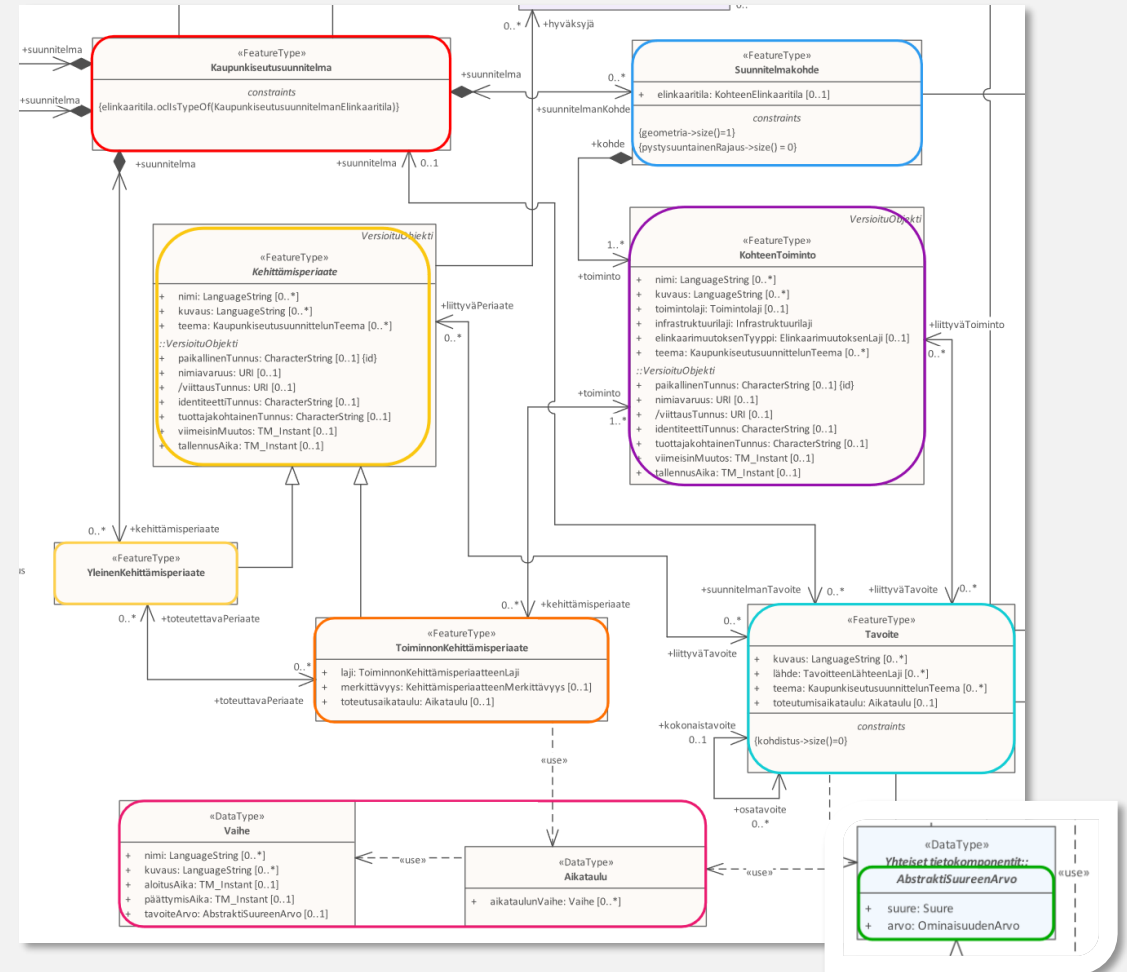 0..*
+hyväksyjä
0..
+suunnitelma
+suunnitelma
«FeatureType»
Kaupunkiseutusuunnitelma
constraints
{elinkaaritila.oclIsTypeOf(KaupunkiseutusuunnitelmanElinkaaritila)}
+suunnitelma
0..*
+suunnitelmanKohde
«FeatureType»
Suunnitelmakohde
+ elinkaaritila: KohteenElinkaaritila [0..1]
constraints
{geometria->size()=1}
{pystysuuntainenRajaus->size() = 0}
+kohde
+suunnitelma
+suunnitelma
0..1
VersioituObjekti
«FeatureType»
Kehittämisperiaate
+ nimi: LanguageString [0..*]
+ kuvaus: LanguageString [0..*]
+ teema: KaupunkiseutusuunnittelunTeema [0..*]
::VersioituObjekti
+ paikallinenTunnus: CharacterString [0..1] {id}
+ nimiavaruus: URI [0..1]
+ /viittausTunnus: URI [0..1]
+ identiteettiTunnus: CharacterString [0..1]
+ tuottajakohtainenTunnus: CharacterString [0..1]
+ viimeisinMuutos: TM_Instant [0..1]
+ tallennusAika: TM_Instant [0..1]
+liittyväPeriaate
0..*
1..*
+toiminto
VersioituObjekti
«FeatureType»
KohteenToiminto
+ nimi: LanguageString [0..*]
+ kuvaus: LanguageString [0..*]
+ toimintolaji: Toimintolaji [0..1]
+ infrastruktuurilaji: Infrastruktuurilaji
+ elinkaarimuutoksenTyyppi: ElinkaarimuutoksenLaji [0..1]
+ teema: KaupunkiseutusuunnittelunTeema [0..*]
::VersioituObjekti
+ paikallinenTunnus: CharacterString [0..1] {id}
+ nimiavaruus: URI [0..1]
+ /viittausTunnus: URI [0..1]
+ identiteettiTunnus: CharacterString [0..1]
+ tuottajakohtainenTunnus: CharacterString [0..1]
+ viimeisinMuutos: TM_Instant [0..1]
+ tallennusAika: TM_Instant [0..1]
+liittyväToiminto
0..*
+toiminto
1..*
0..*
+kehittämisperiaate
«FeatureType»
YleinenKehittämisperiaate
0..*
+toteutettavaPeriaate
0..*
+toteuttavaPeriaate
0..*
+kehittämisperiaate
«FeatureType»
ToiminnonKehittämisperiaate
+ laji: ToiminnonKehittämisperiaatteenLaji
+ merkittävyys: KehittämisperiaatteenMerkittävyys [0..1]
+ toteutusaikataulu: Aikataulu [0..1]
+suunnitelmanTavoite
0..*
+liittyväTavoite
0..*
0..*
+liittyväTavoite
«FeatureType»
Tavoite
+ kuvaus: LanguageString [0..*]
+ lähde: TavoitteenLähteenLaji [0..*]
+ teema: KaupunkiseutusuunnittelunTeema [0..*]
+ toteutumisaikataulu: Aikataulu [0..1]
constraints
{kohdistus->size()=0}
+kokonaistavoite
0..1
+osatavoite
0..*
«use»
«DataType»
Vaihe
+ nimi: LanguageString [0..*]
+ kuvaus: LanguageString [0..*]
+ aloitusAika: TM_Instant [0..1]
+ päättymisAika: TM_Instant [0..1]
+ tavoiteArvo: AbstraktiSuureenArvo [0..1]
«use»
«DataType»
Aikataulu
+ aikataulunVaihe: Vaihe [0..*]
«use»
«DataType»
Yhteiset tietokomponentit::
AbstraktiSuureenArvo
+ suure: Suure
+ arvo: OminaisuudenArvo
«use»